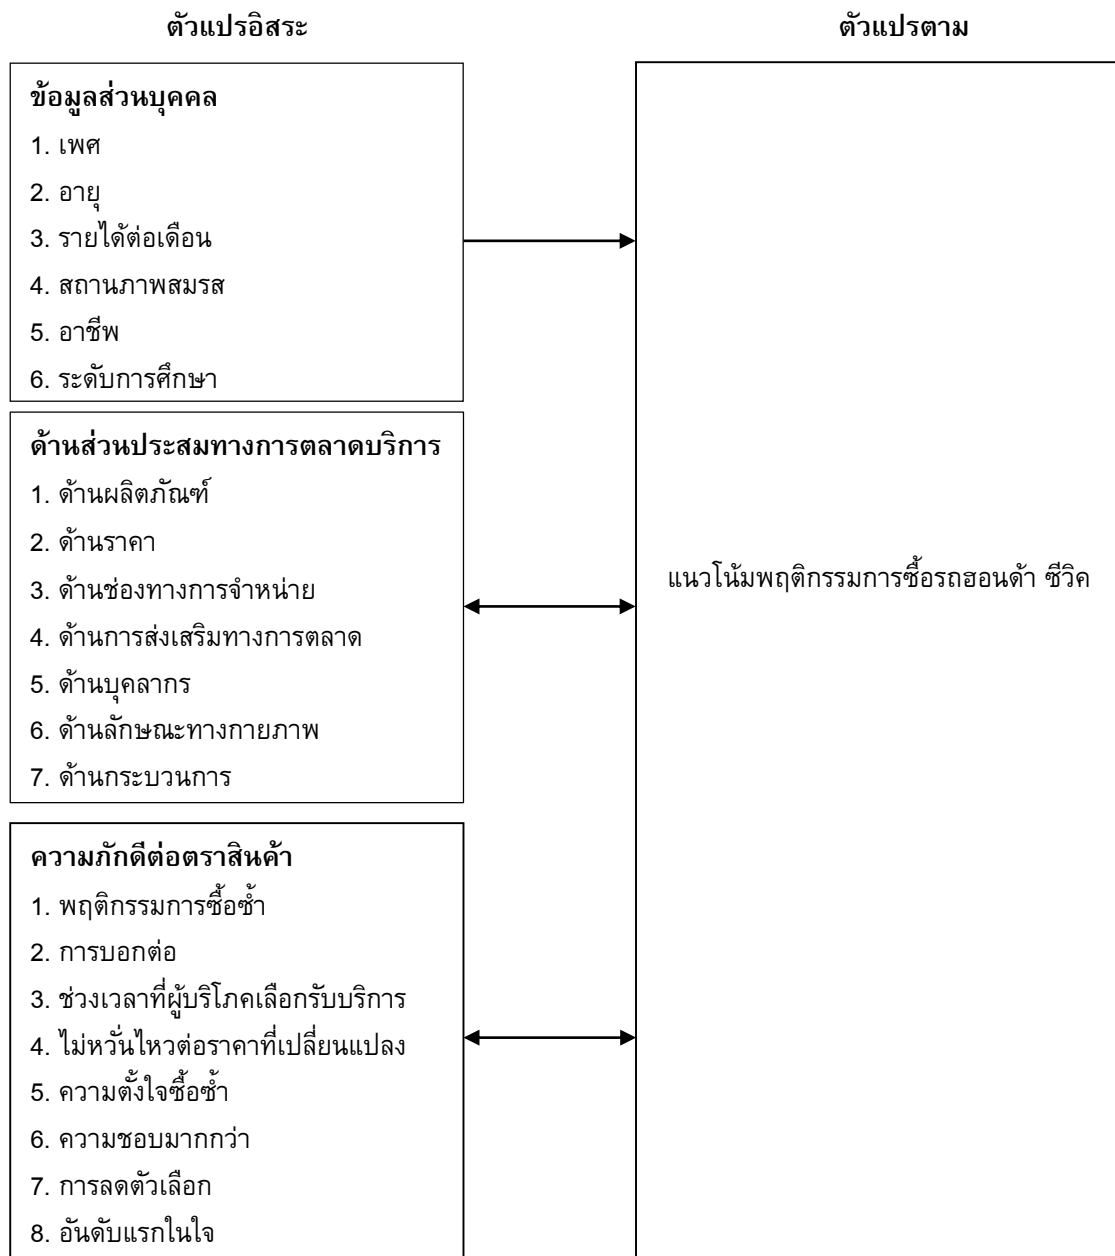 ตัวแปรอิสระ
ตัวแปรตาม
ข้อมูลส่วนบุคคล
1. เพศ
2. อายุ
3. รายได้ต่อเดือน
4. สถานภาพสมรส
5. อาชีพ
6. ระดับการศึกษา
ด้านส่วนประสมทางการตลาดบริการ
1. ด้านผลิตภัณฑ์
2. ด้านราคา
3. ด้านช่องทางการจำหน่าย
4. ด้านการส่งเสริมทางการตลาด
5. ด้านบุคลากร
6. ด้านลักษณะทางกายภาพ
7. ด้านกระบวนการ
ความภักดีต่อตราสินค้า
1. พฤติกรรมการซื้อซ้ำ
2. การบอกต่อ
3. ช่วงเวลาที่ผู้บริโภคเลือกรับบริการ
4. ไม่หวั่นไหวต่อราคาที่เปลี่ยนแปลง
5. ความตั้งใจซื้อซ้ำ
6. ความชอบมากกว่า
7. การลดตัวเลือก
8. อันดับแรกในใจ
แนวโน้มพฤติกรรมการซื้อรถฮอนด้า ซีวิค